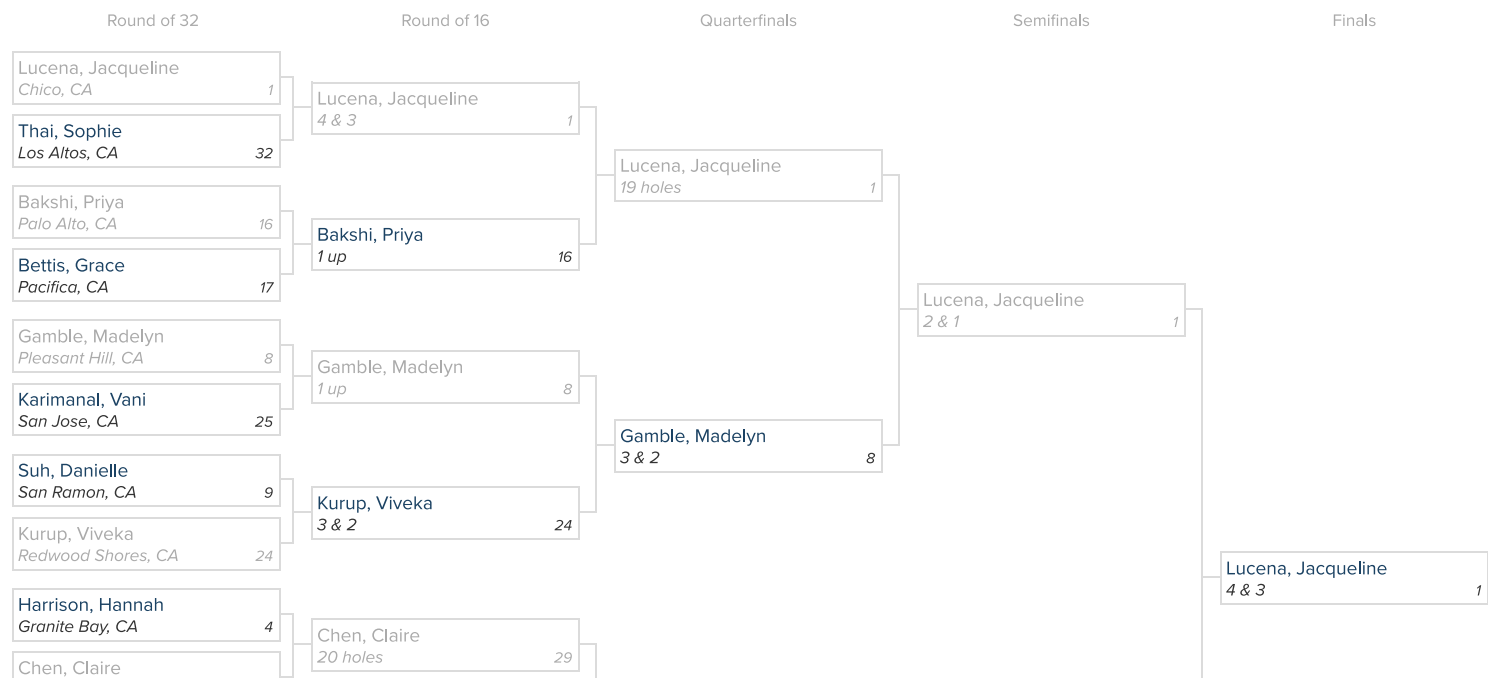 Round of 32
Round of 16
Quarterfinals
Semifinals
Finals
Lucena, Jacqueline
Chico, CA 1
Thai, Sophie
Los Altos, CA 32
Bakshi, Priya
Palo Alto, CA 16
Bettis, Grace
Pacifica, CA 17
Gamble, Madelyn
Pleasant Hill, CA 8
Karimanal, Vani
San Jose, CA 25
Suh, Danielle
San Ramon, CA 9
Kurup, Viveka
Redwood Shores, CA 24
Harrison, Hannah
Granite Bay, CA 4
Chen, Claire
Lucena, Jacqueline
4 & 3 1
Bakshi, Priya
1 up 16
Gamble, Madelyn
1 up 8
Kurup, Viveka
3 & 2 24
Chen, Claire
20 holes 29
Lucena, Jacqueline
19 holes 1
Gamble, Madelyn
3 & 2 8
Lucena, Jacqueline
2 & 1 1
Lucena, Jacqueline
4 & 3 1